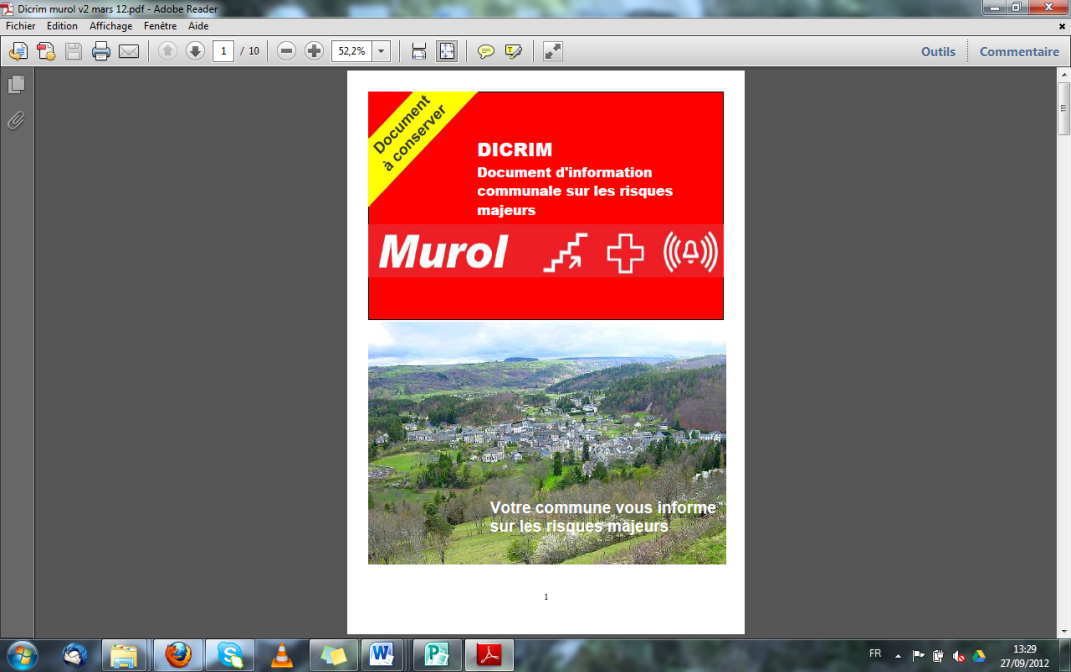 Dicrim murol v2 mars 12.pdf - Adobe Reader
Fichier Edition Affichage Fenêtre Aide
1 / 10 52,2% Outils Commentaire
Document
à conserver
DICRIM
Document d'information
communale sur les risques
majeurs
Murol
Votre commune vous informe
sur les risques majeurs
1
FR
13:29
27/09/2012